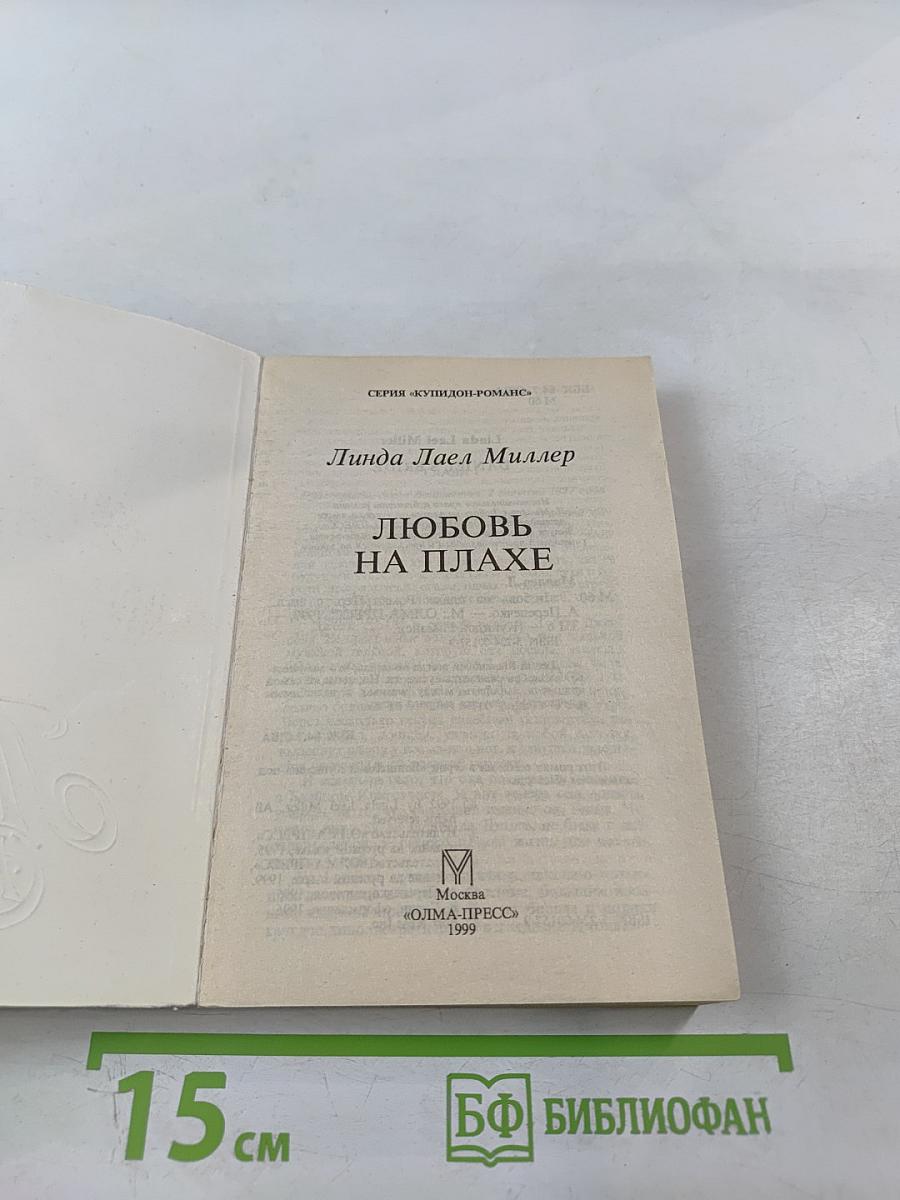 СЕРИЯ «КУПИДОН-РОМАНС»
Линда Лаел Миллер
ЛЮБОВЬ
НА ПЛАХЕ
Москва
«ОЛМА-ПРЕСС»
1999
15 см
БФ БИБЛИОФАН